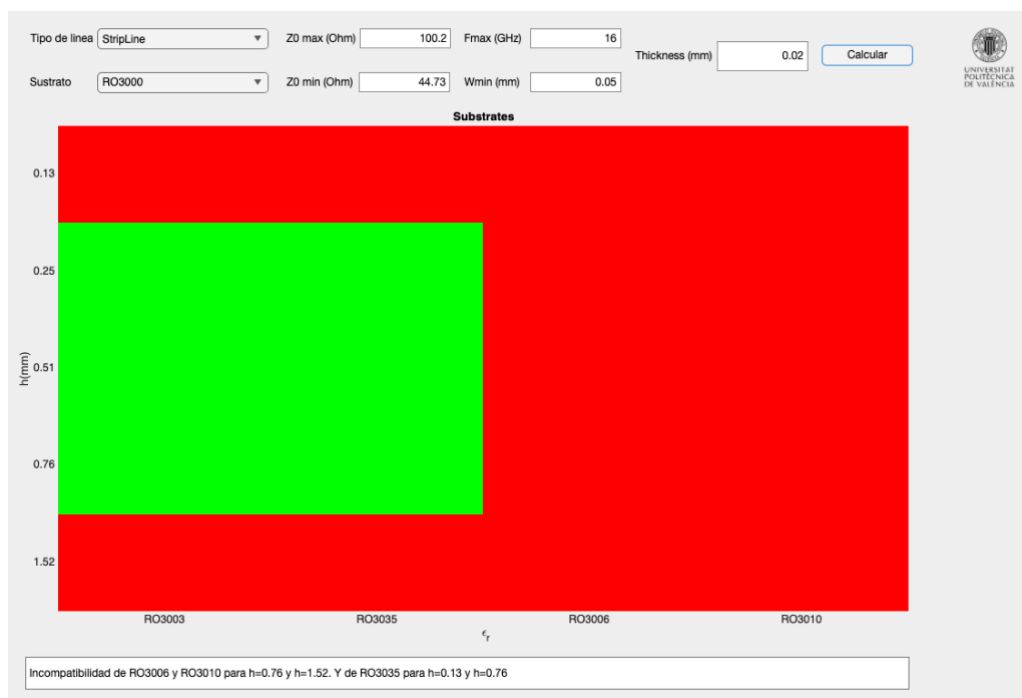 Tipo de linea StripLine Z0 max (Ohm) 100.2 Fmax (GHz) 16
Thickness (mm) 0.02 Calcular
Sustrato RO3000 Z0 min (Ohm) 44.73 Wmin (mm) 0.05
UNIVERSITAT
POLITÈCNICA
DE VALÈNCIA
Substrates
0.13
0.25
0.51
0.76
1.52
h(mm)
RO3003 RO3035 RO3006 RO3010
ϵr
Incompatibilidad de RO3006 y RO3010 para h=0.76 y h=1.52. Y de RO3035 para h=0.13 y h=0.76